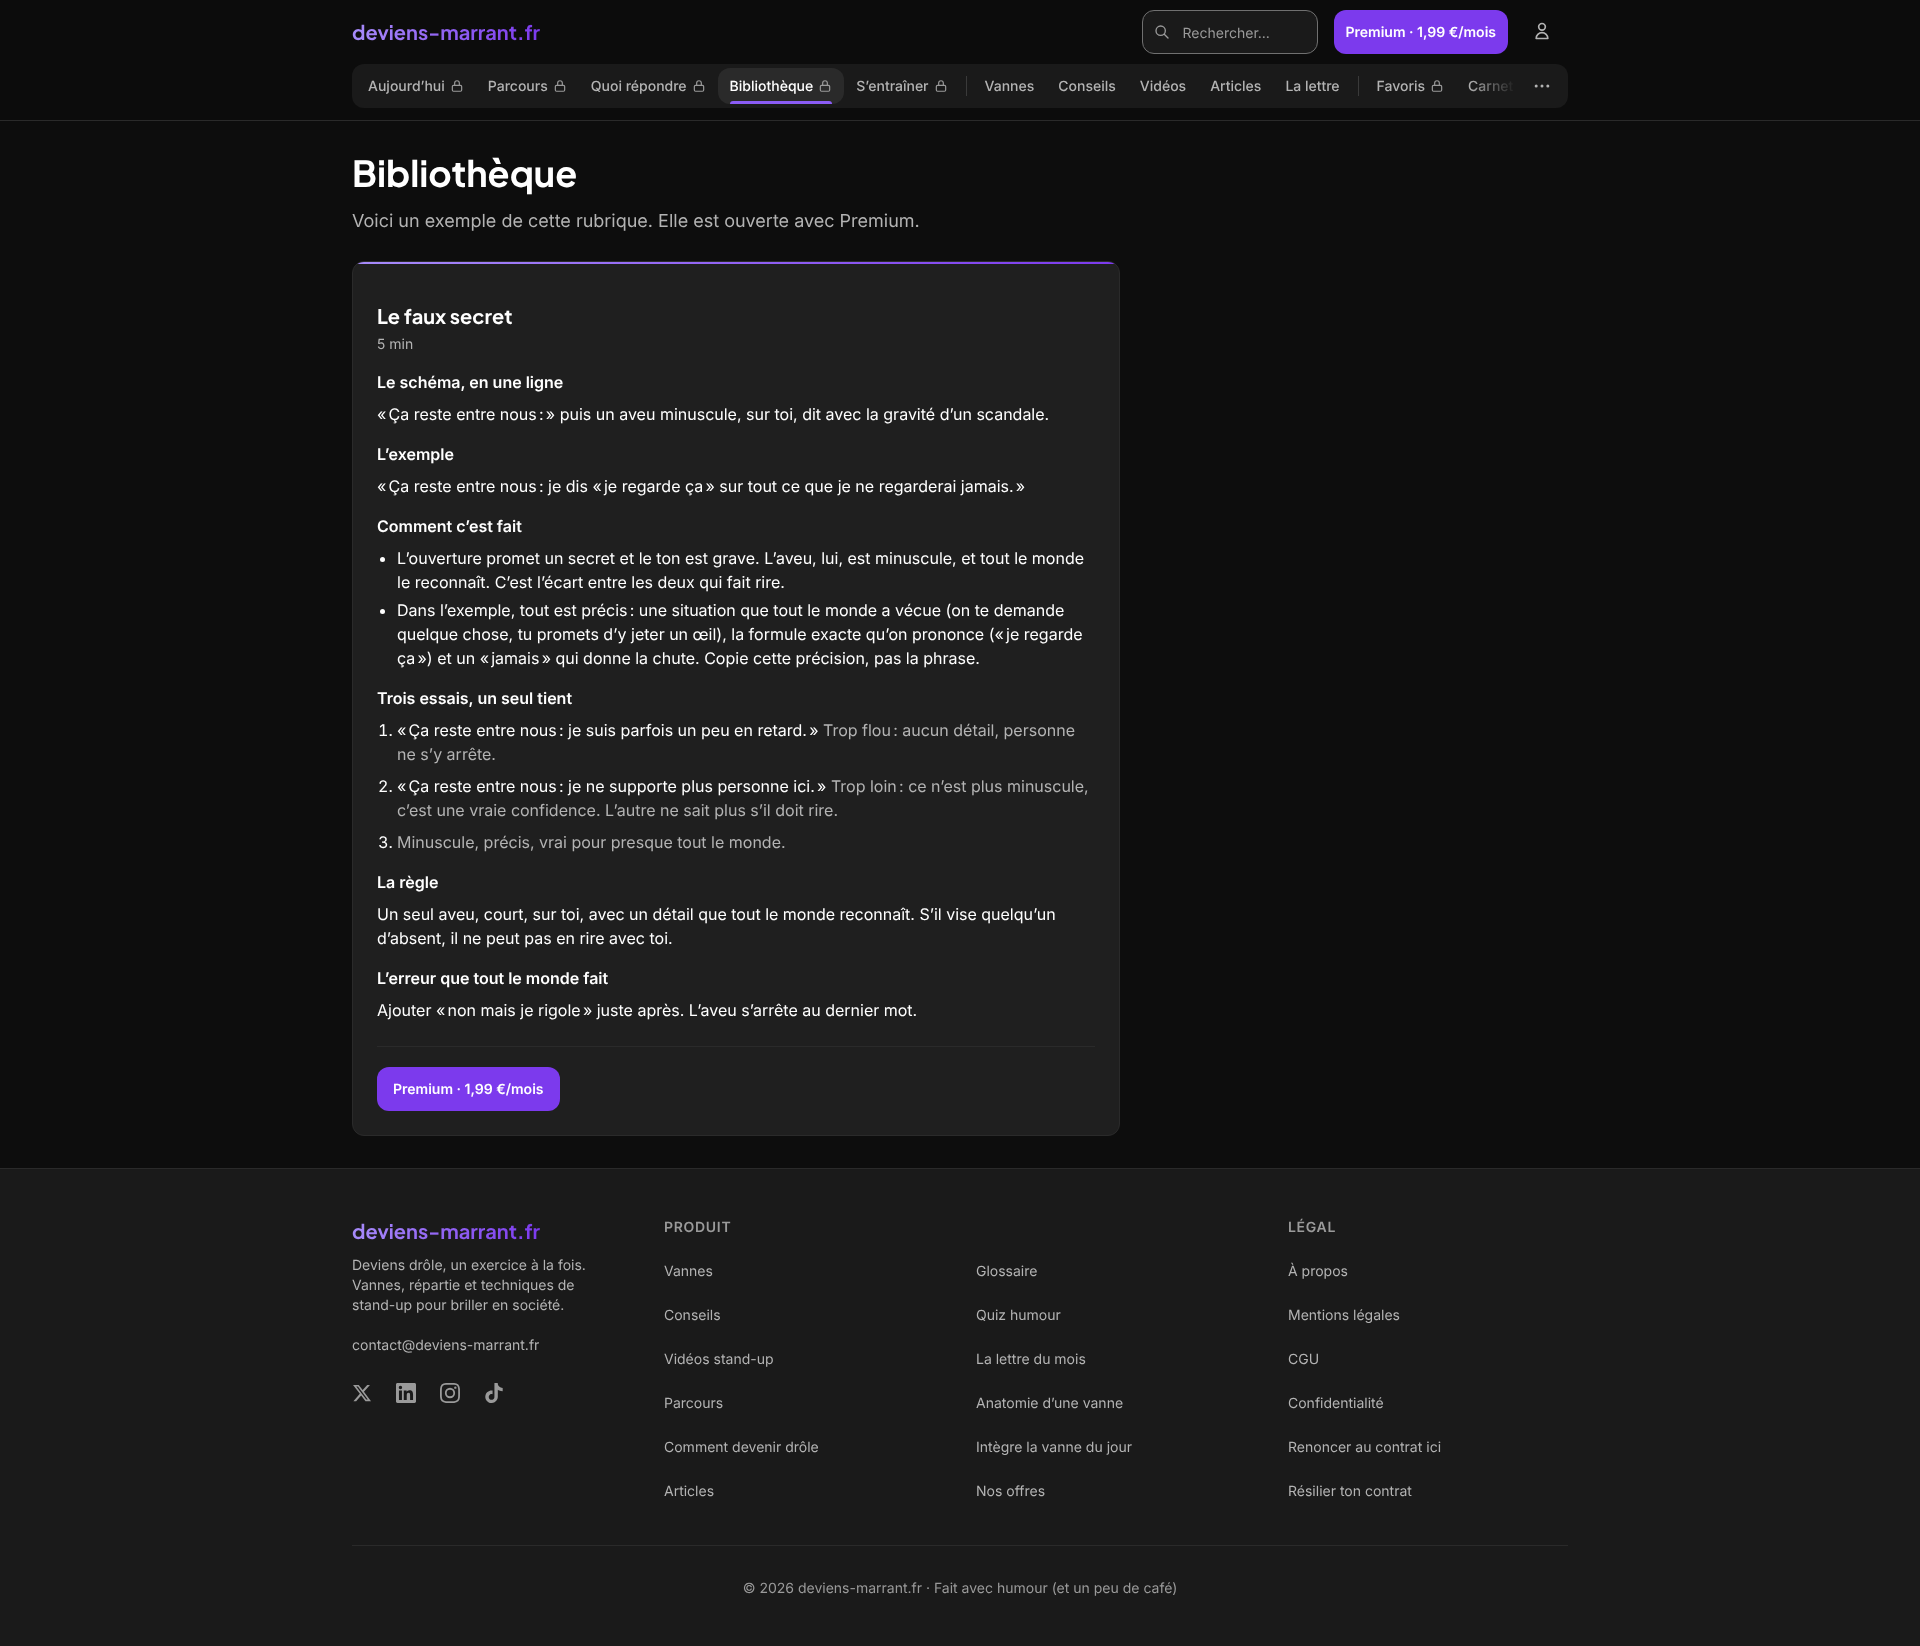 deviens-marrant.fr
Rechercher...
Premium · 1,99 €/mois
Aujourd’hui
Parcours
Quoi répondre
Bibliothèque
S’entraîner
Vannes
Conseils
Vidéos
Articles
La lettre
Favoris
Carnet
Bibliothèque
Voici un exemple de cette rubrique. Elle est ouverte avec Premium.
Le faux secret
5 min
Le schéma, en une ligne
« Ça reste entre nous : » puis un aveu minuscule, sur toi, dit avec la gravité d’un scandale.
L’exemple
« Ça reste entre nous : je dis « je regarde ça » sur tout ce que je ne regarderai jamais. »
Comment c’est fait
• L’ouverture promet un secret et le ton est grave. L’aveu, lui, est minuscule, et tout le monde
le reconnaît. C’est l’écart entre les deux qui fait rire.
• Dans l’exemple, tout est précis : une situation que tout le monde a vécue (on te demande
quelque chose, tu promets d’y jeter un œil), la formule exacte qu’on prononce (« je regarde
ça ») et un « jamais » qui donne la chute. Copie cette précision, pas la phrase.
Trois essais, un seul tient
1. « Ça reste entre nous : je suis parfois un peu en retard. » Trop flou : aucun détail, personne
ne s’y arrête.
2. « Ça reste entre nous : je ne supporte plus personne ici. » Trop loin : ce n’est plus minuscule,
c’est une vraie confidence. L’autre ne sait plus s’il doit rire.
3. Minuscule, précis, vrai pour presque tout le monde.
La règle
Un seul aveu, court, sur toi, avec un détail que tout le monde reconnaît. S’il vise quelqu’un
d’absent, il ne peut pas en rire avec toi.
L’erreur que tout le monde fait
Ajouter « non mais je rigole » juste après. L’aveu s’arrête au dernier mot.
Premium · 1,99 €/mois
deviens-marrant.fr
Deviens drôle, un exercice à la fois.
Vannes, répartie et techniques de
stand-up pour briller en société.
contact@deviens-marrant.fr
PRODUIT
Vannes
Conseils
Vidéos stand-up
Parcours
Comment devenir drôle
Articles
Glossaire
Quiz humour
La lettre du mois
Anatomie d’une vanne
Intègre la vanne du jour
Nos offres
LÉGAL
À propos
Mentions légales
CGU
Confidentialité
Renoncer au contrat ici
Résilier ton contrat
© 2026 deviens-marrant.fr · Fait avec humour (et un peu de café)